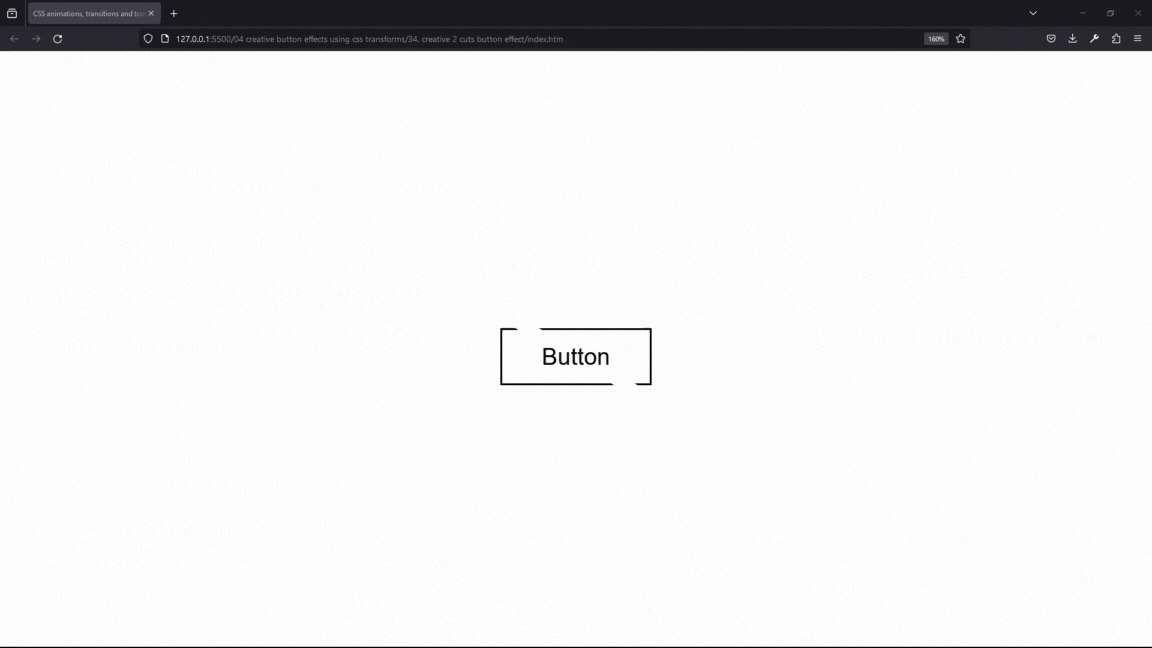 CSS animations, transitions and tra
127.0.0.1:5500/04 creative button effects using css transforms/34. creative 2 cuts button effect/index.htm
160%
Button